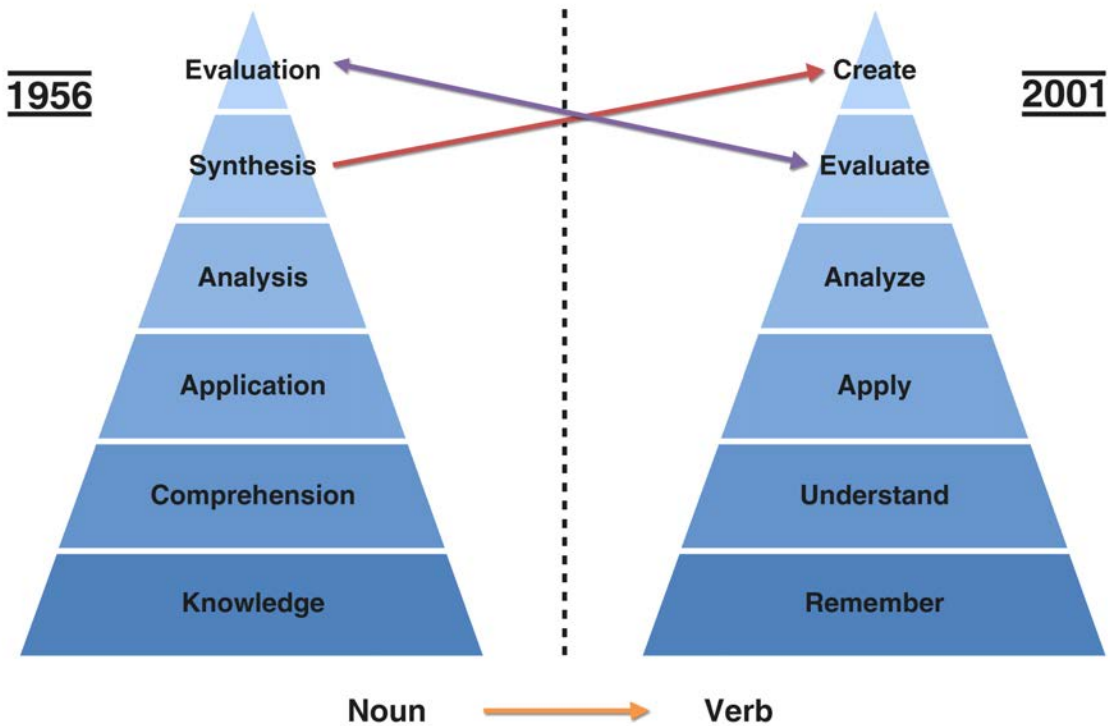 1956
Evaluation
Synthesis
Analysis
Application
Comprehension
Knowledge
2001
Create
Evaluate
Analyze
Apply
Understand
Remember
Noun
Verb